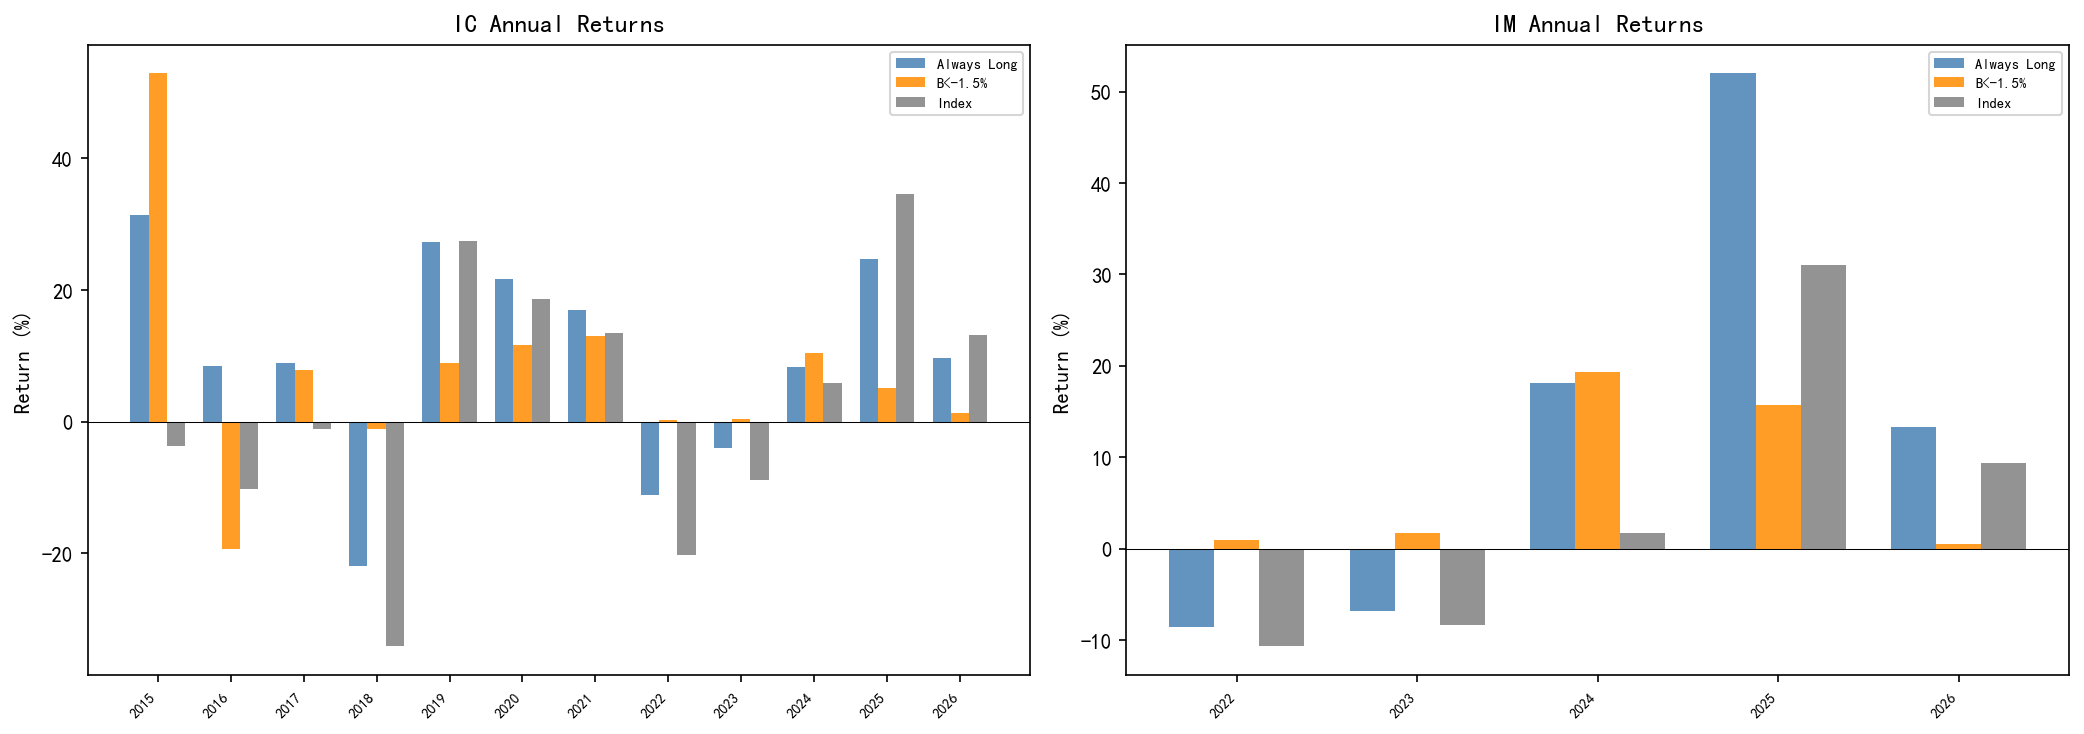 IC Annual Returns
Always Long
B<-1.5%
Index
Return (%)
40
20
0
-20
2015 2016 2017 2018 2019 2020 2021 2022 2023 2024 2025 2026
IM Annual Returns
Always Long
B<-1.5%
Index
Return (%)
50
40
30
20
10
0
-10
2022 2023 2024 2025 2026